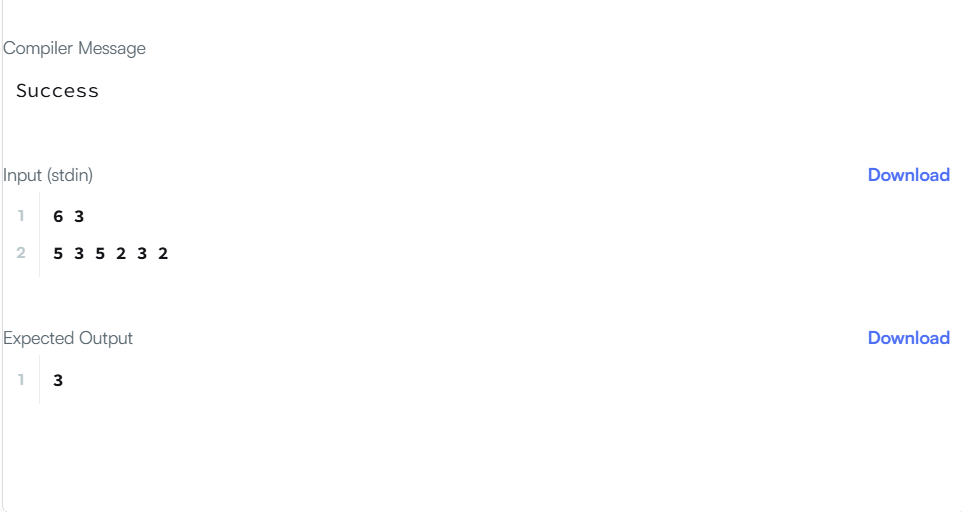 Compiler Message
Success
Input (stdin) Download
1 6 3
2 5 3 5 2 3 2
Expected Output Download
1 3